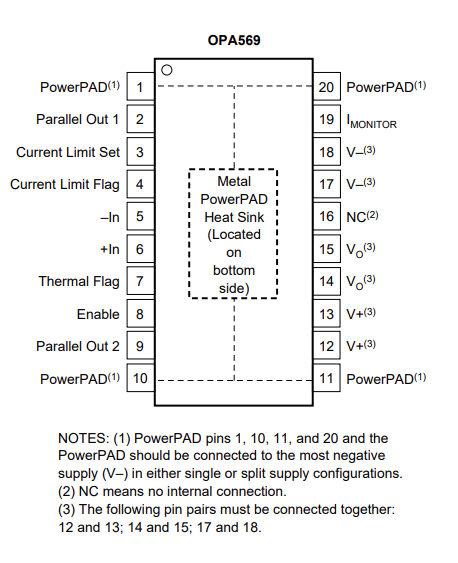 OPA569
PowerPAD(1) 1 20 PowerPAD(1)
Parallel Out 1 2 19 IMONITOR
Current Limit Set 3 18 V–(3)
Current Limit Flag 4 17 V–(3)
–In 5 16 NC(2)
+In 6 15 VO(3)
Thermal Flag 7 14 VO(3)
Enable 8 13 V+(3)
Parallel Out 2 9 12 V+(3)
PowerPAD(1) 10 11 PowerPAD(1)
Metal
PowerPAD
Heat Sink
(Located
on
bottom
side)
NOTES: (1) PowerPAD pins 1, 10, 11, and 20 and the
PowerPAD should be connected to the most negative
supply (V–) in either single or split supply configurations.
(2) NC means no internal connection.
(3) The following pin pairs must be connected together:
12 and 13; 14 and 15; 17 and 18.